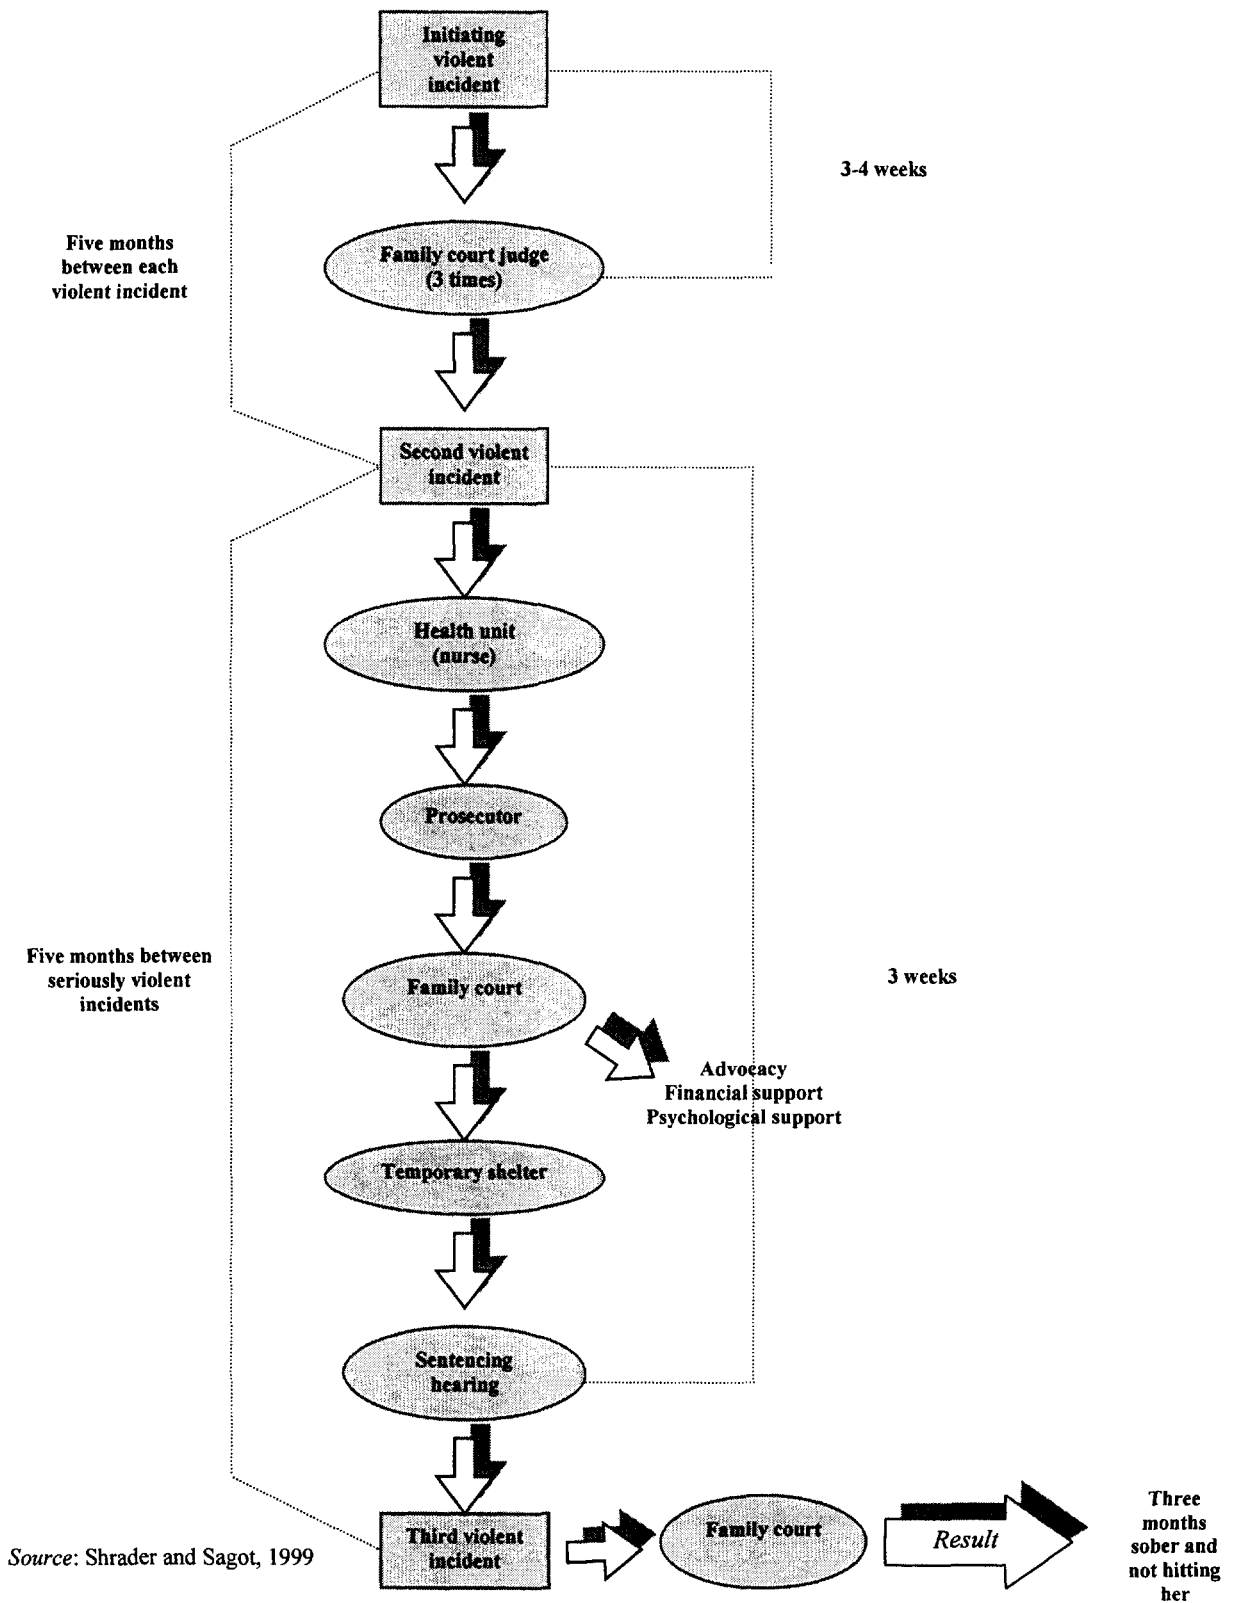 Initiating
violent
incident
3-4 weeks
Five months
between each
violent incident
Family court judge
(3 times)
Second violent
incident
Health unit
(nurse)
Prosecutor
Five months between
seriously violent
incidents
Family court
3 weeks
Advocacy
Financial support
Psychological support
Temporary shelter
Sentencing
hearing
Third violent
incident
Family court
Result
Three
months
sober and
not hitting
her
Source: Shrader and Sagot, 1999